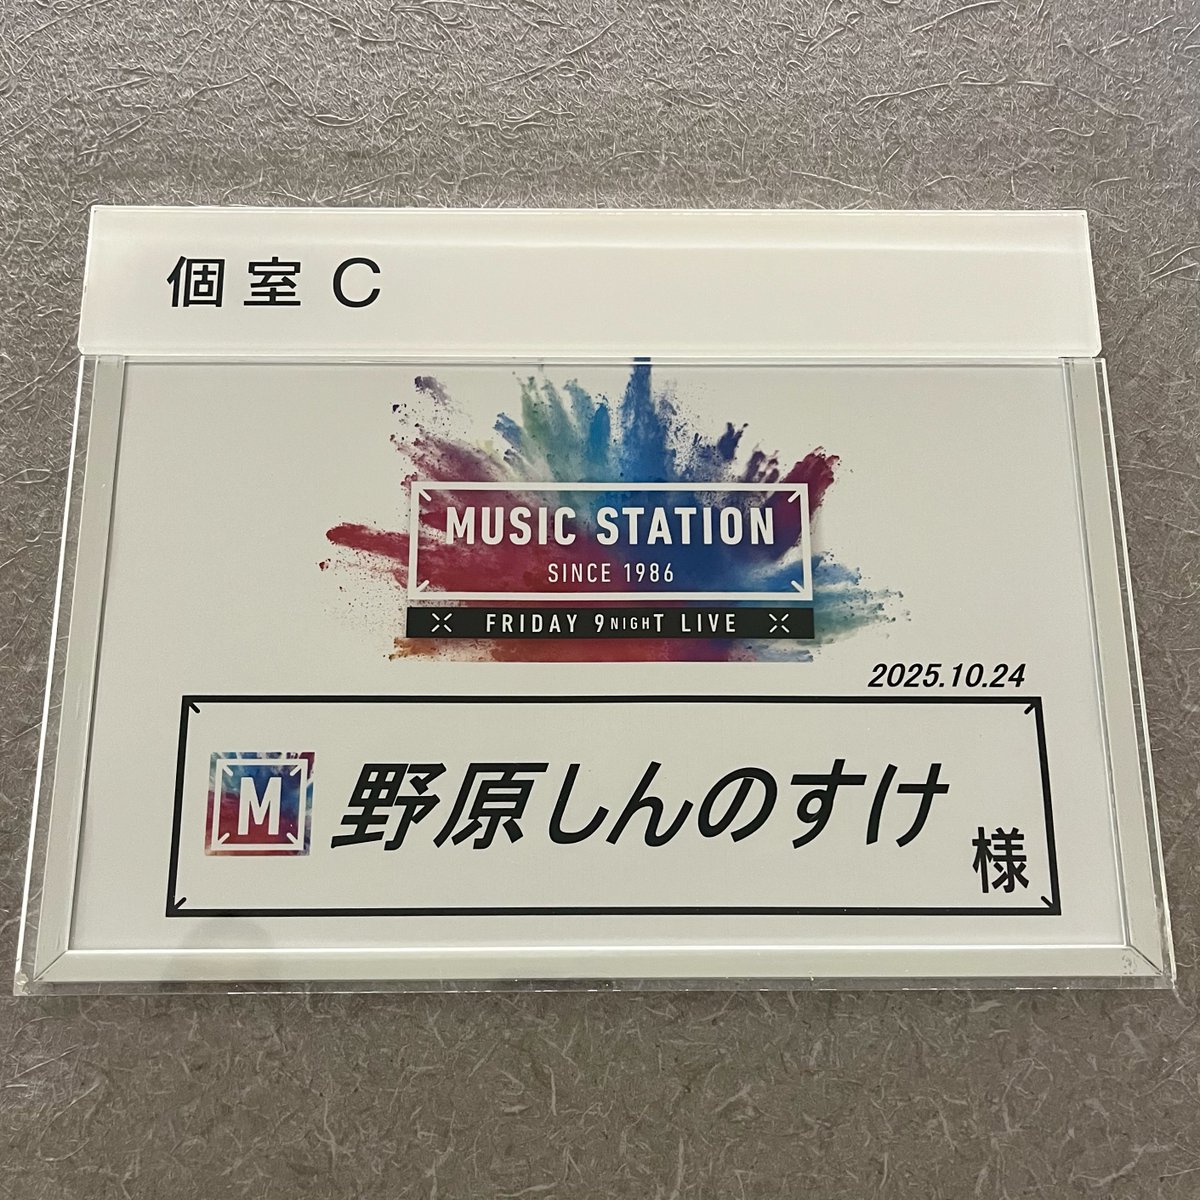 個室 C
MUSIC STATION
SINCE 1986
FRIDAY 9NIGHT LIVE
2025.10.24
M 野原しんのすけ 様